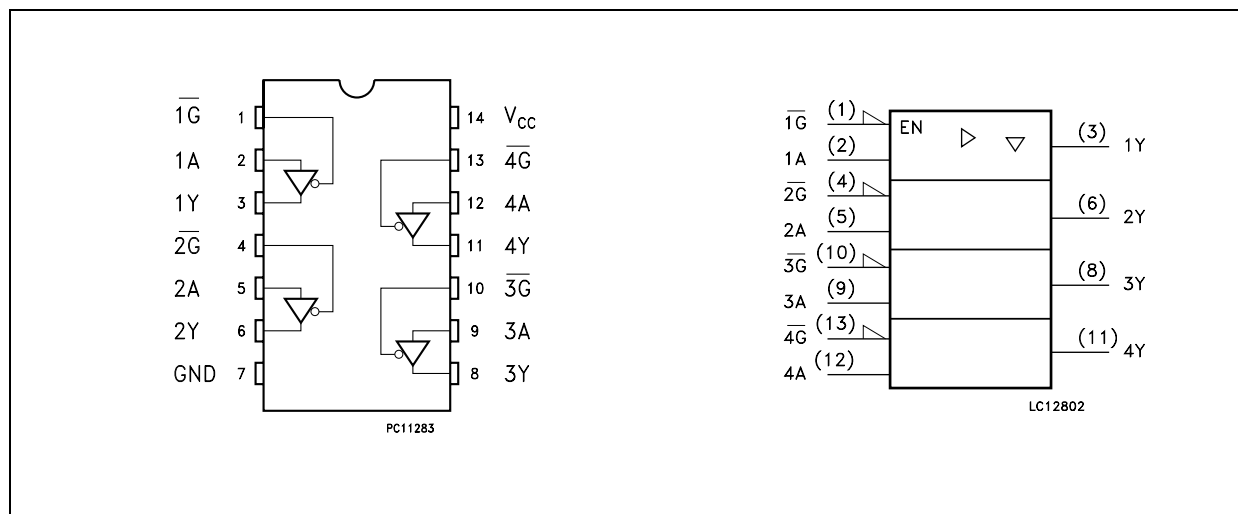 1G̅ 1 14 VCC
1A 2 13 4G̅
1Y 3 12 4A
2G̅ 4 11 4Y
2A 5 10 3G̅
2Y 6 9 3A
GND 7 8 3Y
PC11283
1G̅ (1) EN
1A (2) (3) 1Y
2G̅ (4)
2A (5) (6) 2Y
3G̅ (10)
3A (9) (8) 3Y
4G̅ (13)
4A (12) (11) 4Y
LC12802